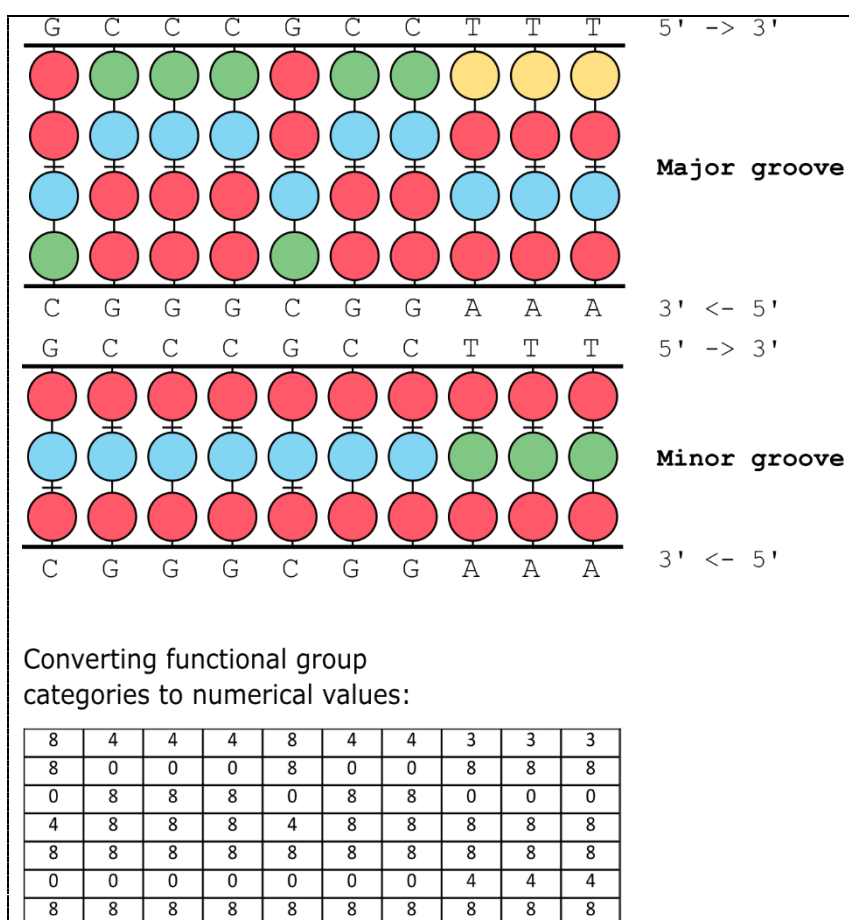 G C C C G C C T T T 5' -> 3'
Major groove
C G G G C G G A A A 3' <- 5'
G C C C G C C T T T 5' -> 3'
Minor groove
C G G G C G G A A A 3' <- 5'
Converting functional group
categories to numerical values:
8 4 4 4 8 4 4 3 3 3
8 0 0 0 8 0 0 8 8 8
0 8 8 8 0 8 8 0 0 0
4 8 8 8 4 8 8 8 8 8
8 8 8 8 8 8 8 8 8 8
0 0 0 0 0 0 0 4 4 4
8 8 8 8 8 8 8 8 8 8